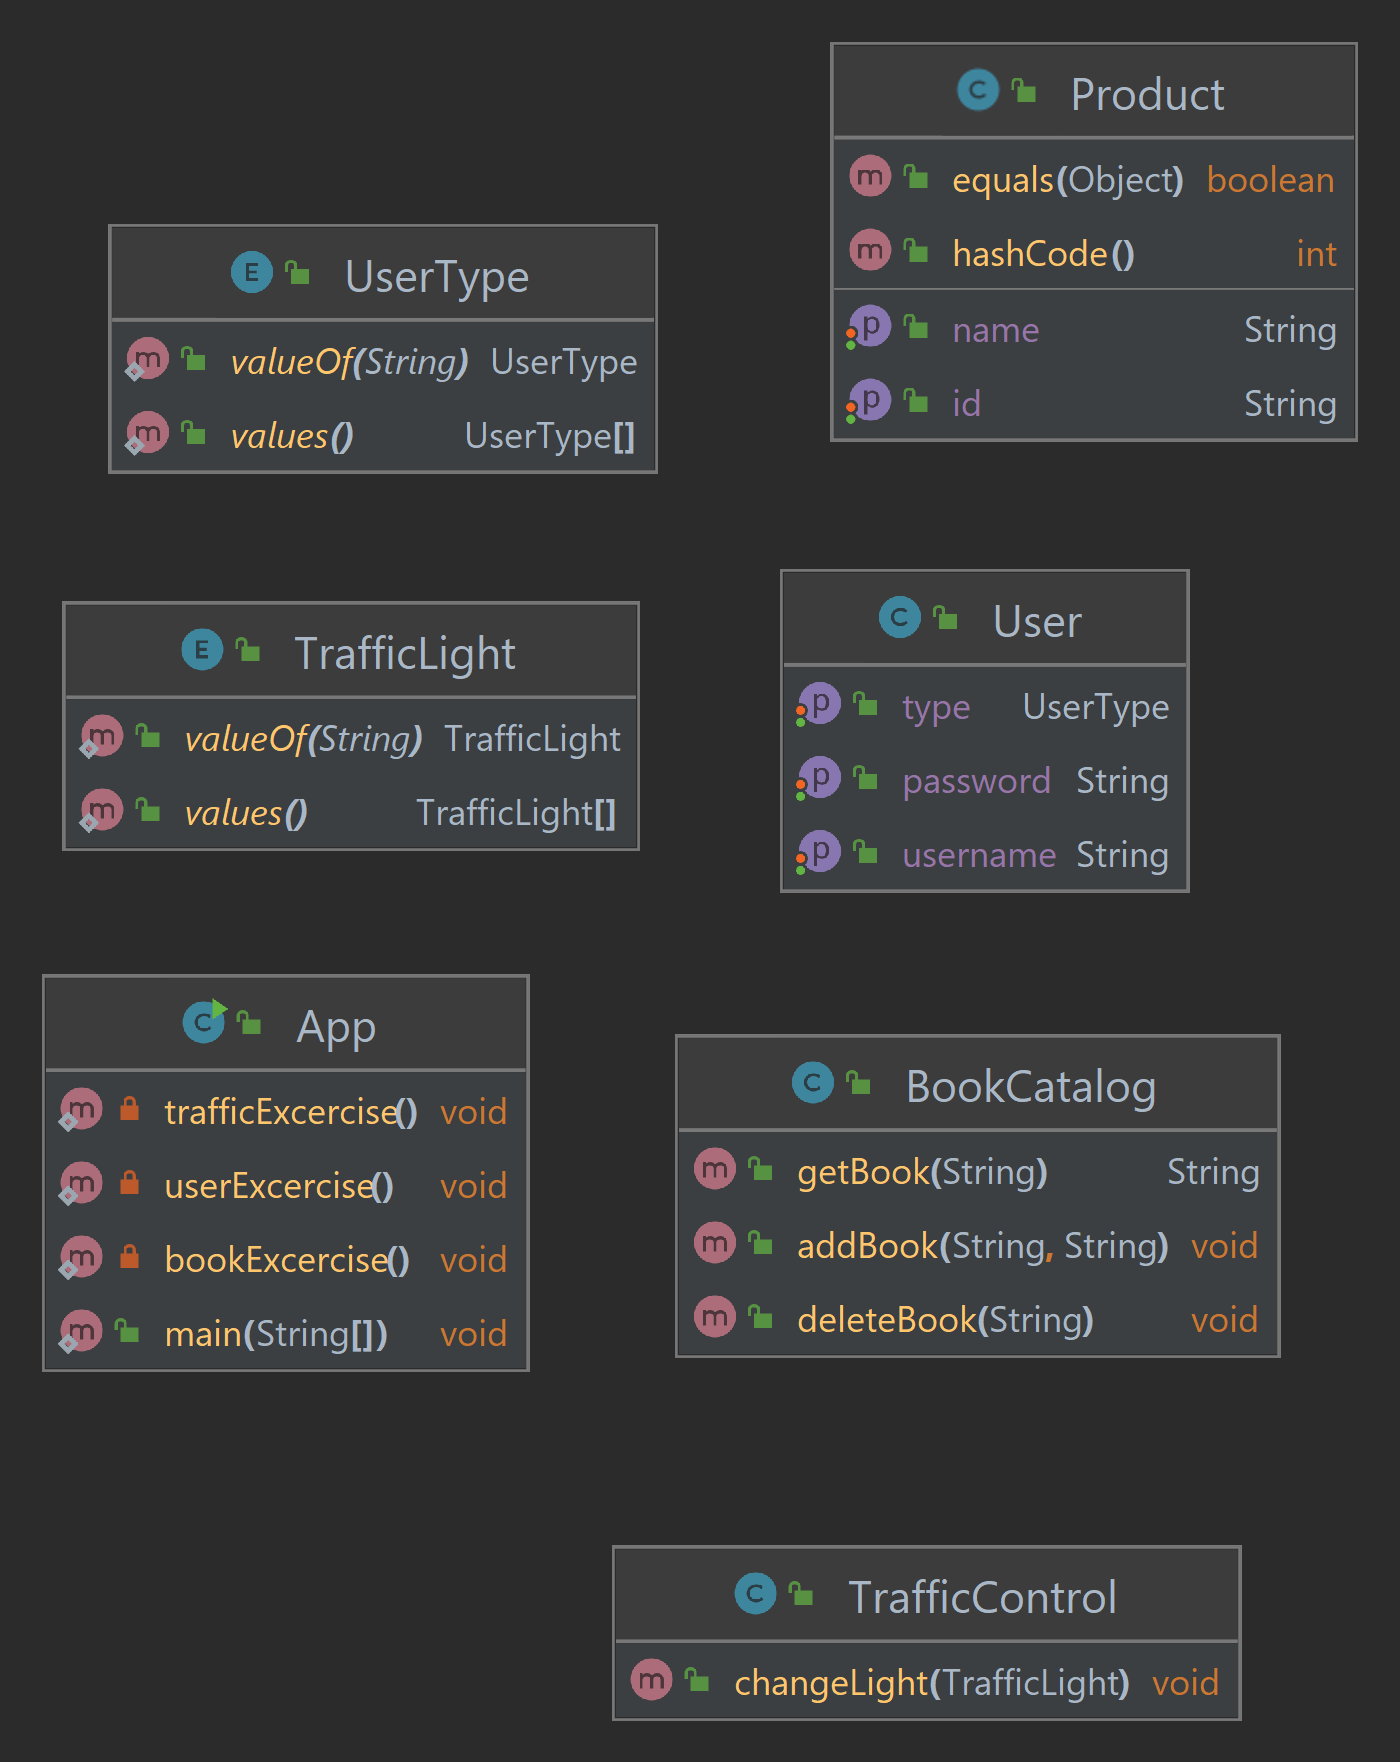 Product
equals(Object) boolean
hashCode() int
name String
id String
UserType
valueOf(String) UserType
values() UserType[]
TrafficLight
valueOf(String) TrafficLight
values() TrafficLight[]
User
type UserType
password String
username String
App
trafficExcercise() void
userExcercise() void
bookExcercise() void
main(String[]) void
BookCatalog
getBook(String) String
addBook(String, String) void
deleteBook(String) void
TrafficControl
changeLight(TrafficLight) void